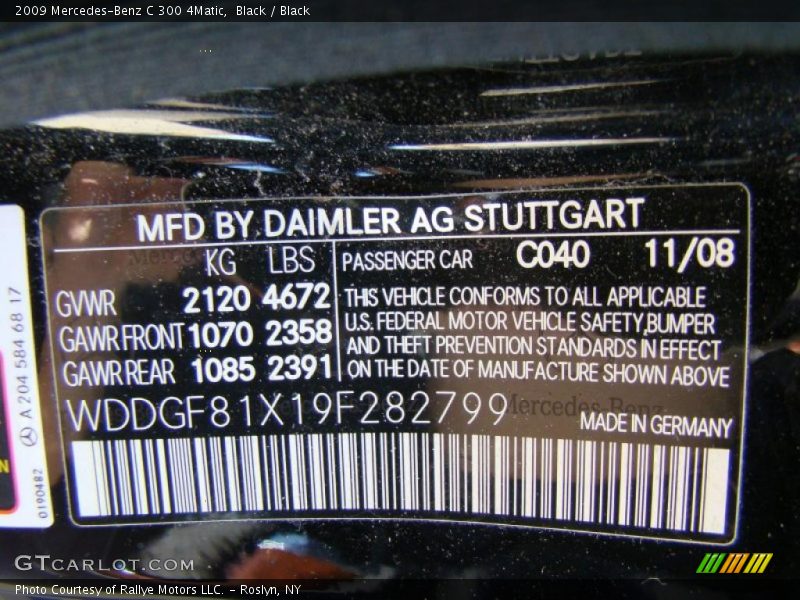 2009 Mercedes-Benz C 300 4Matic,  Black / Black
MFD BY DAIMLER AG STUTTGART
KG LBS
GVWR 2120 4672
GAWR FRONT 1070 2358
GAWR REAR 1085 2391
PASSENGER CAR C040 11/08
THIS VEHICLE CONFORMS TO ALL APPLICABLE
U.S. FEDERAL MOTOR VEHICLE SAFETY,BUMPER
AND THEFT PREVENTION STANDARDS IN EFFECT
ON THE DATE OF MANUFACTURE SHOWN ABOVE
WDDGF81X19F282799
Mercedes-Benz
MADE IN GERMANY
A 204 584 68 17
0190482
GTCARLOT.COM
Photo Courtesy of Rallye Motors LLC. - Roslyn, NY